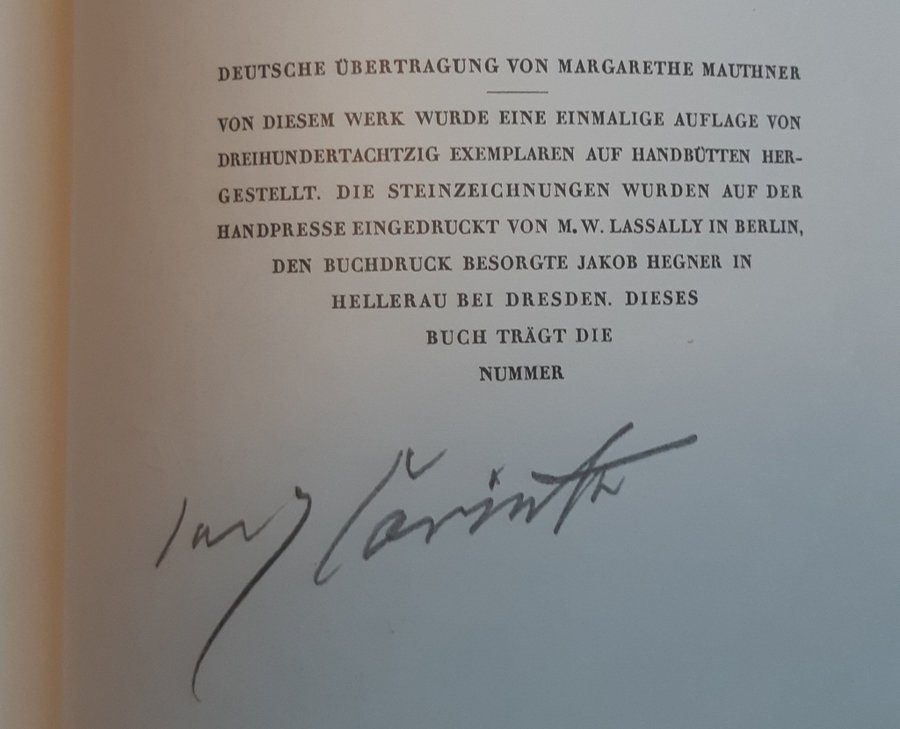 DEUTSCHE ÜBERTRAGUNG VON MARGARETHE MAUTHNER
VON DIESEM WERK WURDE EINE EINMALIGE AUFLAGE VON
DREIHUNDERTACHTZIG EXEMPLAREN AUF HANDBÜTTEN HER-
GESTELLT. DIE STEINZEICHNUNGEN WURDEN AUF DER
HANDPRESSE EINGEDRUCKT VON M. W. LASSALLY IN BERLIN,
DEN BUCHDRUCK BESORGTE JAKOB HEGNER IN
HELLERAU BEI DRESDEN. DIESES
BUCH TRÄGT DIE
NUMMER
Lovis Corinth